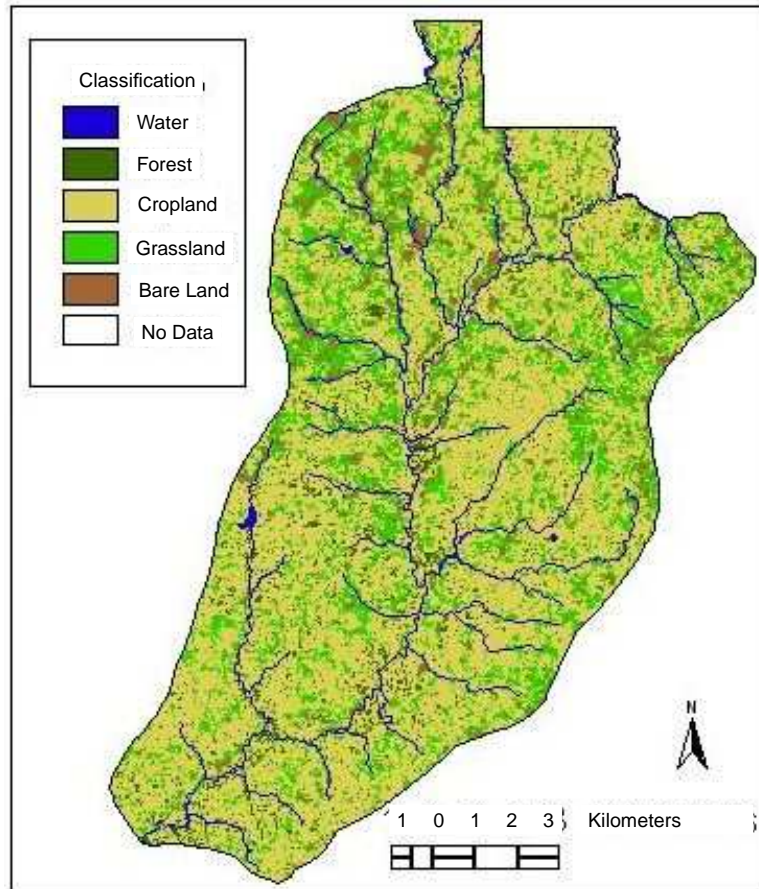 Classification
Water
Forest
Cropland
Grassland
Bare Land
No Data
N
1 0 1 2 3 Kilometers